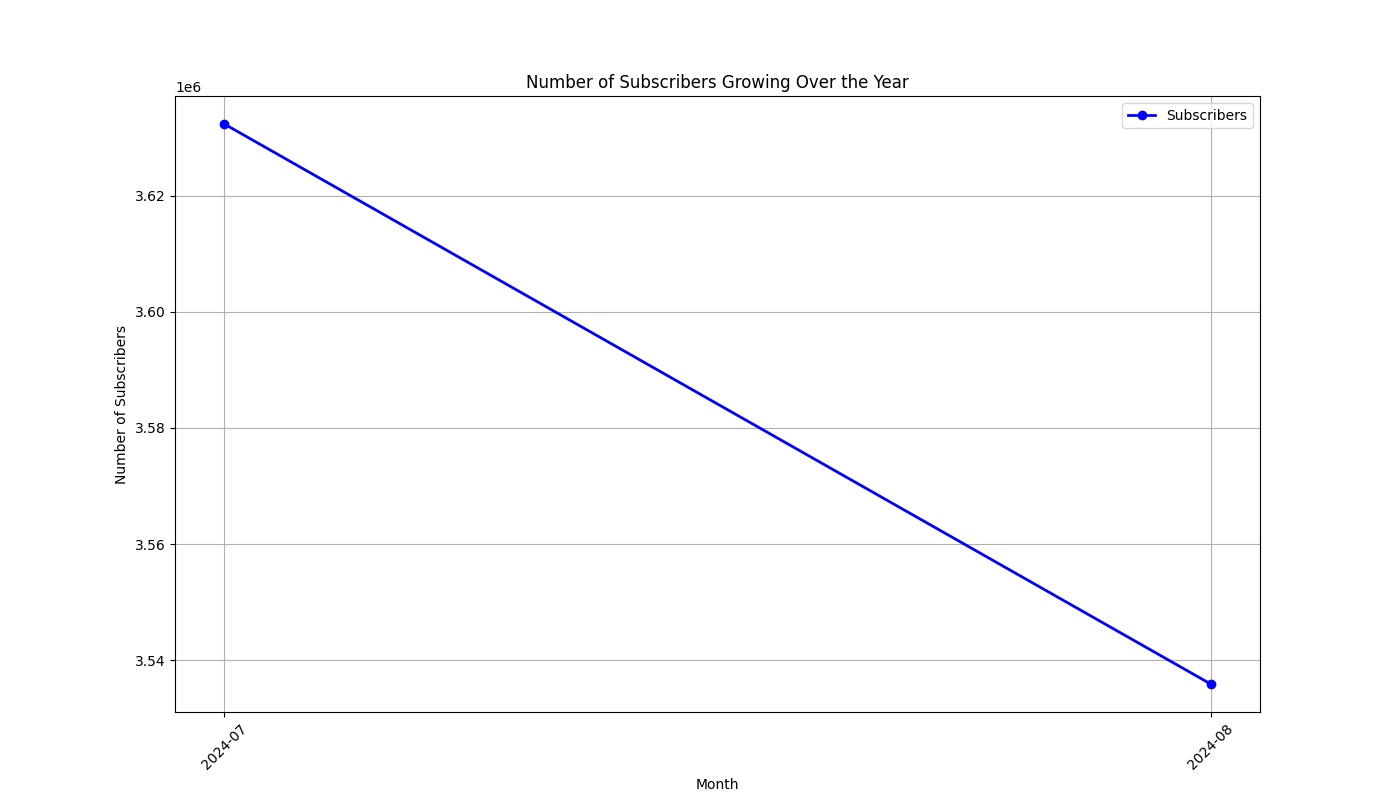 Number of Subscribers Growing Over the Year
1e6
Subscribers
3.62
3.60
3.58
3.56
3.54
Number of Subscribers
2024-07
2024-08
Month